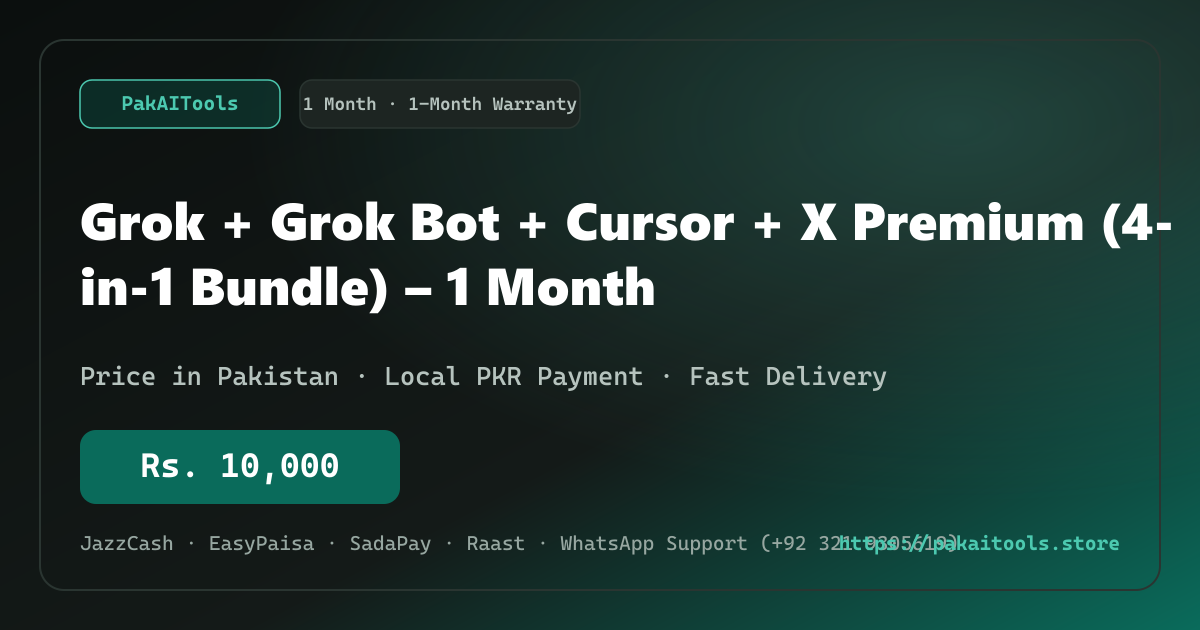 PakAITools
1 Month · 1-Month Warranty
Grok + Grok Bot + Cursor + X Premium (4-
in-1 Bundle) – 1 Month
Price in Pakistan · Local PKR Payment · Fast Delivery
Rs. 10,000
JazzCash · EasyPaisa · SadaPay · Raast · WhatsApp Support (+92 321
https://pakaitools.store